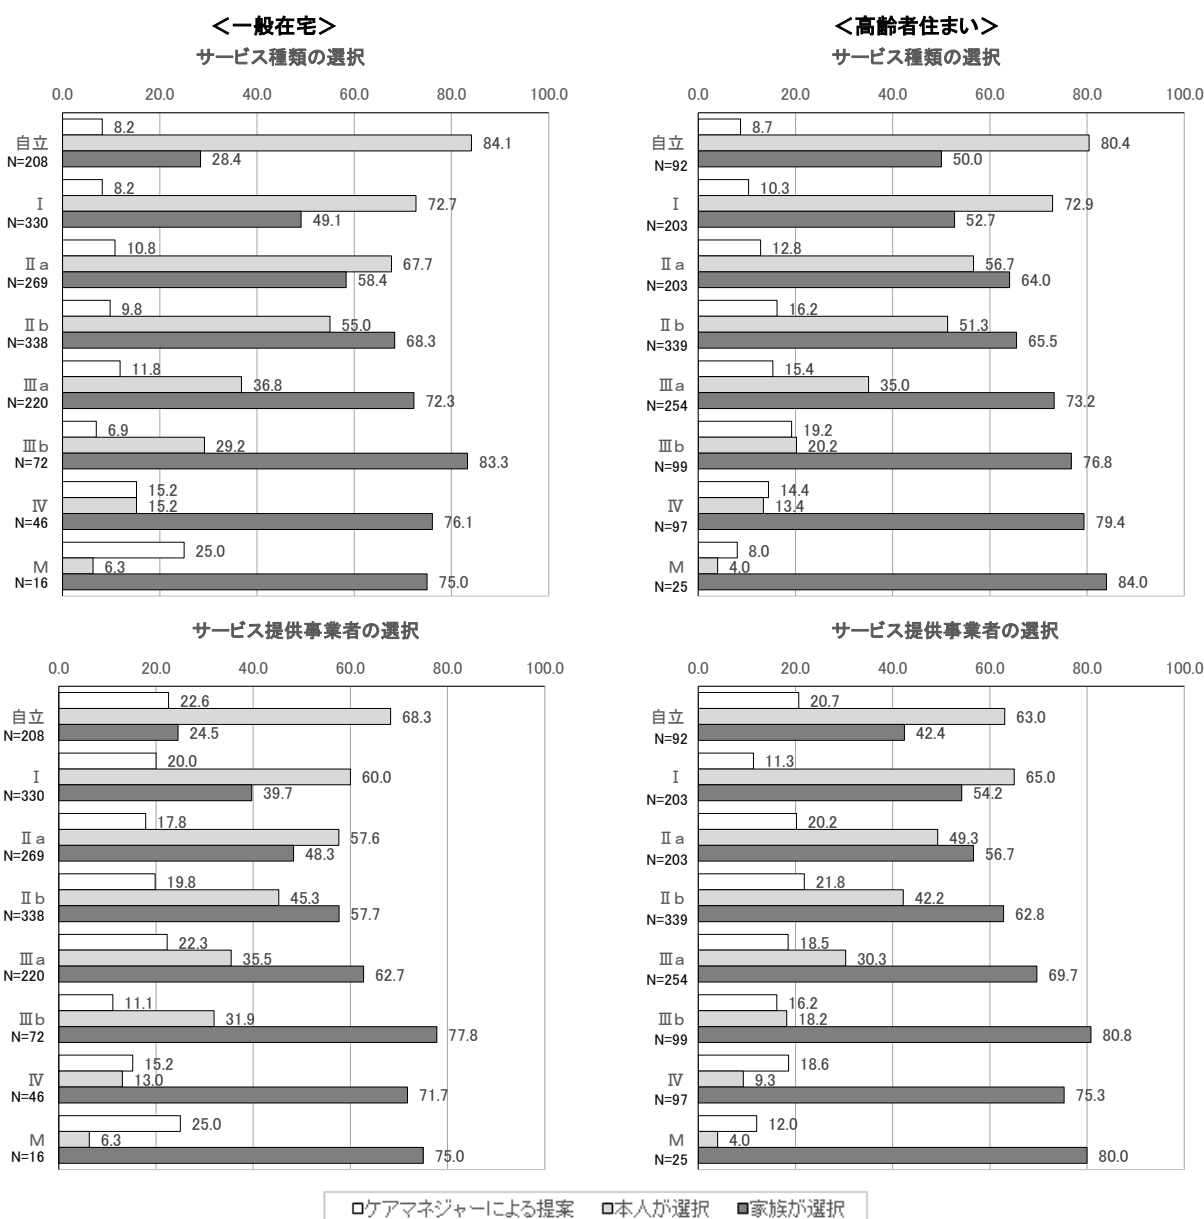 ＜一般在宅＞
サービス種類の選択
0.0 20.0 40.0 60.0 80.0 100.0
自立 N=208 8.2 84.1 28.4
Ⅰ N=330 8.2 72.7 49.1
Ⅱa N=269 10.8 67.7 58.4
Ⅱb N=338 9.8 55.0 68.3
Ⅲa N=220 11.8 36.8 72.3
Ⅲb N=72 6.9 29.2 83.3
Ⅳ N=46 15.2 15.2 76.1
M N=16 25.0 6.3 75.0
＜高齢者住まい＞
サービス種類の選択
0.0 20.0 40.0 60.0 80.0 100.0
自立 N=92 8.7 80.4 50.0
Ⅰ N=203 10.3 72.9 52.7
Ⅱa N=203 12.8 56.7 64.0
Ⅱb N=339 16.2 51.3 65.5
Ⅲa N=254 15.4 35.0 73.2
Ⅲb N=99 19.2 20.2 76.8
Ⅳ N=97 14.4 13.4 79.4
M N=25 8.0 4.0 84.0
サービス提供事業者の選択
0.0 20.0 40.0 60.0 80.0 100.0
自立 N=208 22.6 68.3 24.5
Ⅰ N=330 20.0 60.0 39.7
Ⅱa N=269 17.8 57.6 48.3
Ⅱb N=338 19.8 45.3 57.7
Ⅲa N=220 22.3 35.5 62.7
Ⅲb N=72 11.1 31.9 77.8
Ⅳ N=46 15.2 13.0 71.7
M N=16 25.0 6.3 75.0
サービス提供事業者の選択
0.0 20.0 40.0 60.0 80.0 100.0
自立 N=92 20.7 63.0 42.4
Ⅰ N=203 11.3 65.0 54.2
Ⅱa N=203 20.2 49.3 56.7
Ⅱb N=339 21.8 42.2 62.8
Ⅲa N=254 18.5 30.3 69.7
Ⅲb N=99 16.2 18.2 80.8
Ⅳ N=97 18.6 9.3 75.3
M N=25 12.0 4.0 80.0
ケアマネジャーによる提案 本人が選択 家族が選択